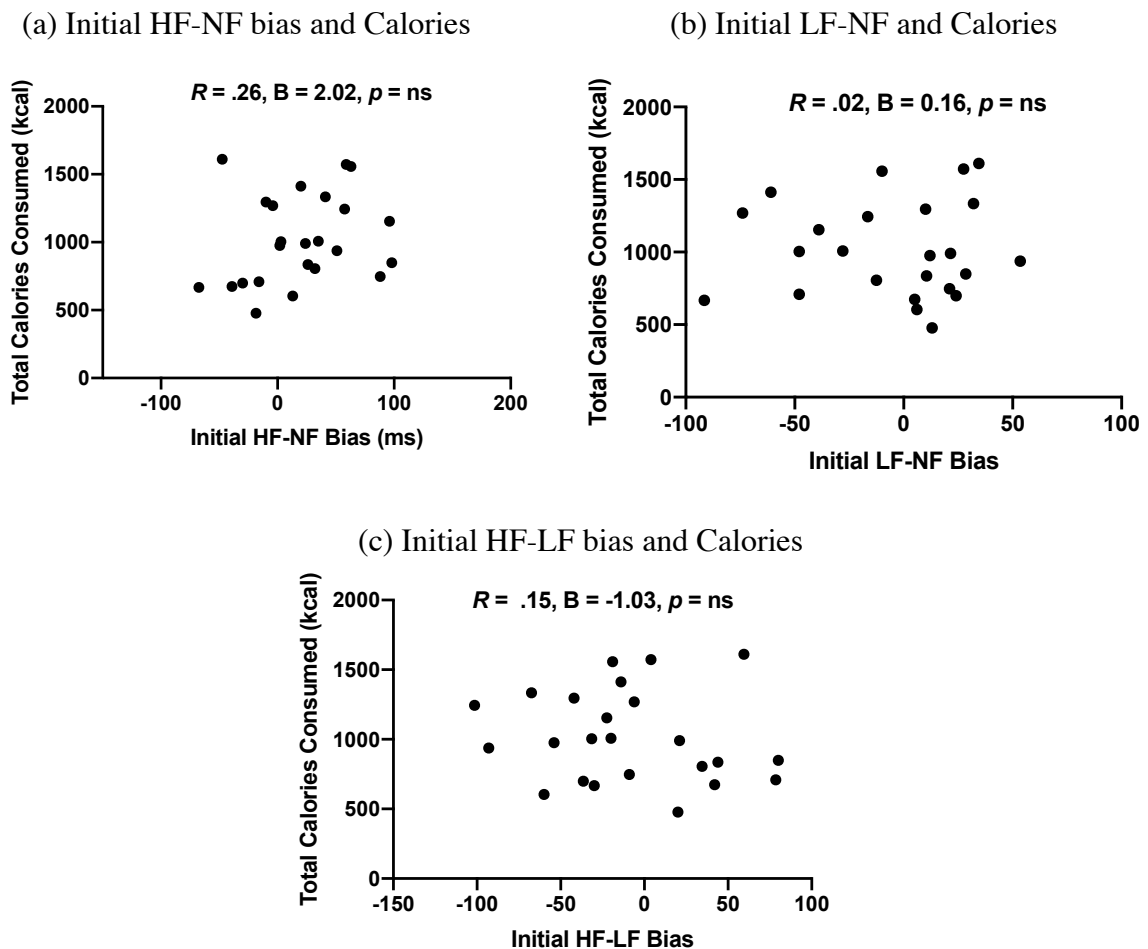 (a) Initial HF-NF bias and Calories
R = .26, B = 2.02, p = ns
Total Calories Consumed (kcal)
2000
1500
1000
500
0
-100 0 100 200
Initial HF-NF Bias (ms)
(b) Initial LF-NF and Calories
R = .02, B = 0.16, p = ns
Total Calories Consumed (kcal)
2000
1500
1000
500
0
-100 -50 0 50 100
Initial LF-NF Bias
(c) Initial HF-LF bias and Calories
R = .15, B = -1.03, p = ns
Total Calories Consumed (kcal)
2000
1500
1000
500
0
-150 -100 -50 0 50 100
Initial HF-LF Bias